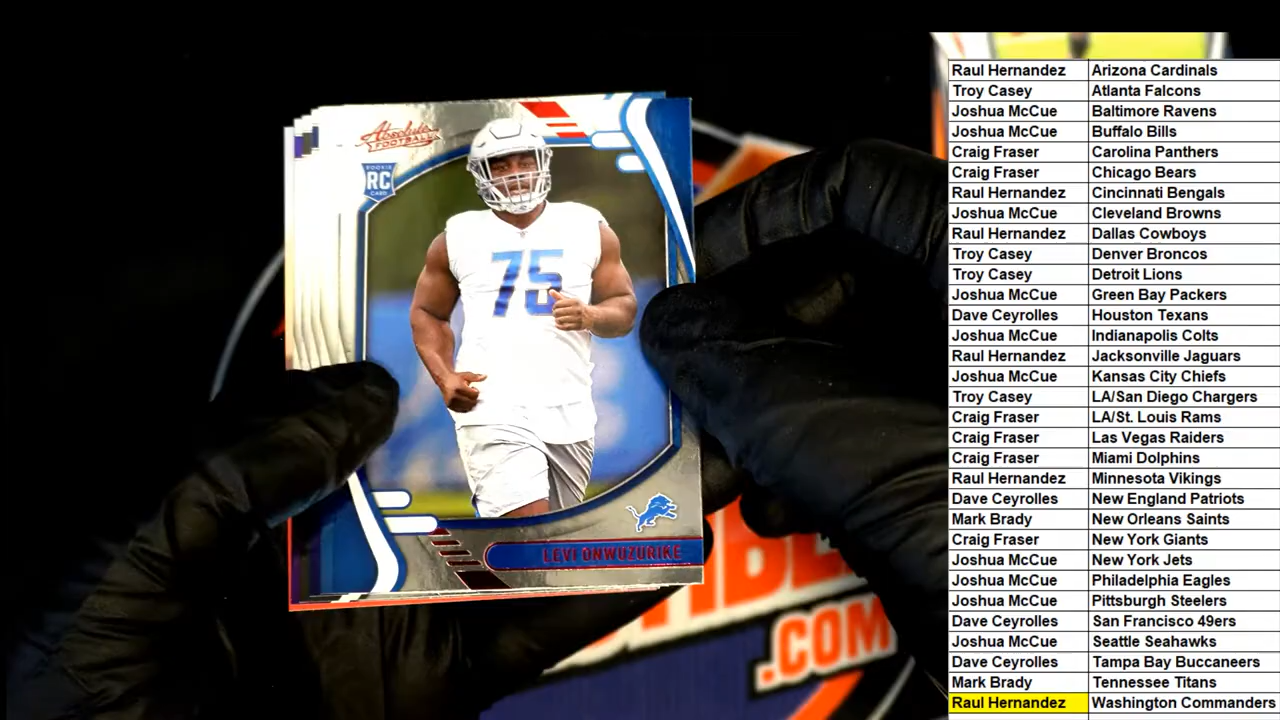 Absolute
FOOTBALL
ROOKIE
RC
CARD
75
LEVI ONWUZURIKE
.COM
Raul Hernandez Arizona Cardinals
Troy Casey Atlanta Falcons
Joshua McCue Baltimore Ravens
Joshua McCue Buffalo Bills
Craig Fraser Carolina Panthers
Craig Fraser Chicago Bears
Raul Hernandez Cincinnati Bengals
Joshua McCue Cleveland Browns
Raul Hernandez Dallas Cowboys
Troy Casey Denver Broncos
Troy Casey Detroit Lions
Joshua McCue Green Bay Packers
Dave Ceyrolles Houston Texans
Joshua McCue Indianapolis Colts
Raul Hernandez Jacksonville Jaguars
Joshua McCue Kansas City Chiefs
Troy Casey LA/San Diego Chargers
Craig Fraser LA/St. Louis Rams
Craig Fraser Las Vegas Raiders
Craig Fraser Miami Dolphins
Raul Hernandez Minnesota Vikings
Dave Ceyrolles New England Patriots
Mark Brady New Orleans Saints
Craig Fraser New York Giants
Joshua McCue New York Jets
Joshua McCue Philadelphia Eagles
Joshua McCue Pittsburgh Steelers
Dave Ceyrolles San Francisco 49ers
Joshua McCue Seattle Seahawks
Dave Ceyrolles Tampa Bay Buccaneers
Mark Brady Tennessee Titans
Raul Hernandez Washington Commanders